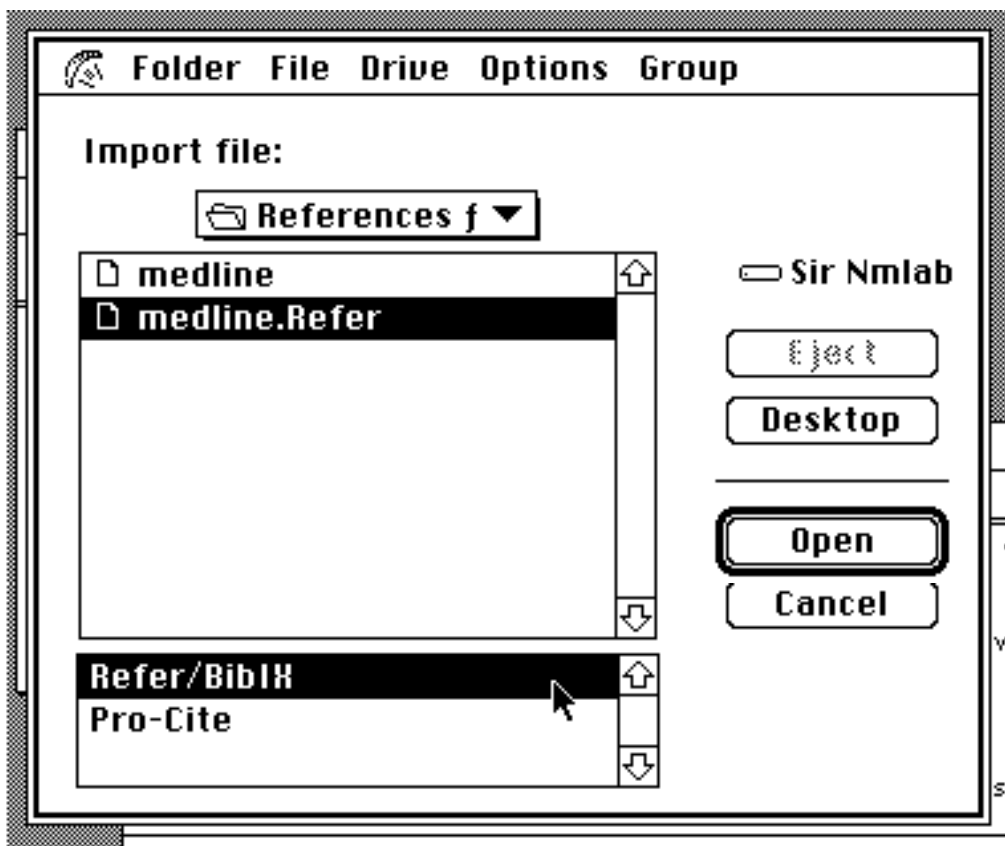 Folder File Drive Options Group
Import file:
References ƒ
medline
medline.Refer
Sir Nmlab
Eject
Desktop
Open
Cancel
Refer/BibIX
Pro-Cite